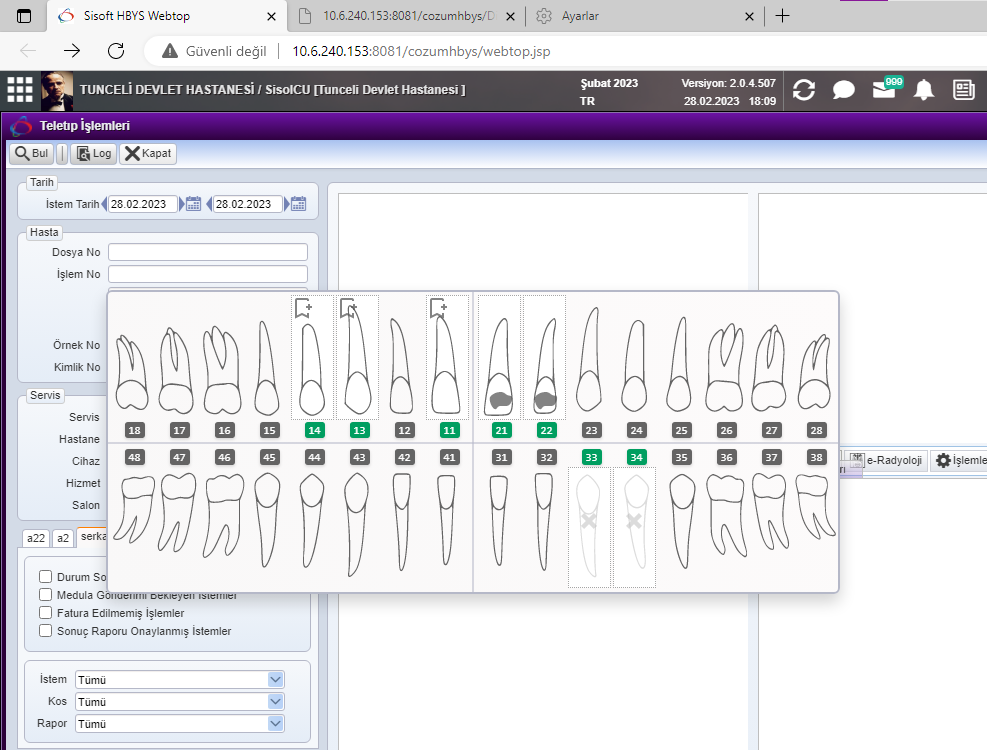 Sisoft HBYS Webtop
10.6.240.153:8081/cozumhbys/D
Ayarlar
Güvenli değil
10.6.240.153:8081/cozumhbys/webtop.jsp
TUNCELİ DEVLET HASTANESİ / SisoICU [Tunceli Devlet Hastanesi ]
Şubat 2023
TR
Versiyon: 2.0.4.507
28.02.2023 18:09
999
Teletıp İşlemleri
Bul
Log
Kapat
Tarih
İstem Tarih 28.02.2023 28.02.2023
Hasta
Dosya No
İşlem No
Örnek No
Kimlik No
Servis
Servis
Hastane
Cihaz
Hizmet
Salon
18 17 16 15 14 13 12 11 21 22 23 24 25 26 27 28
48 47 46 45 44 43 42 41 31 32 33 34 35 36 37 38
e-Radyoloji
İşlemle
a22 a2 serka
Durum So
Medula Gönderimi Bekleyen İstemler
Fatura Edilmemiş İşlemler
Sonuç Raporu Onaylanmış İstemler
İstem Tümü
Kos Tümü
Rapor Tümü